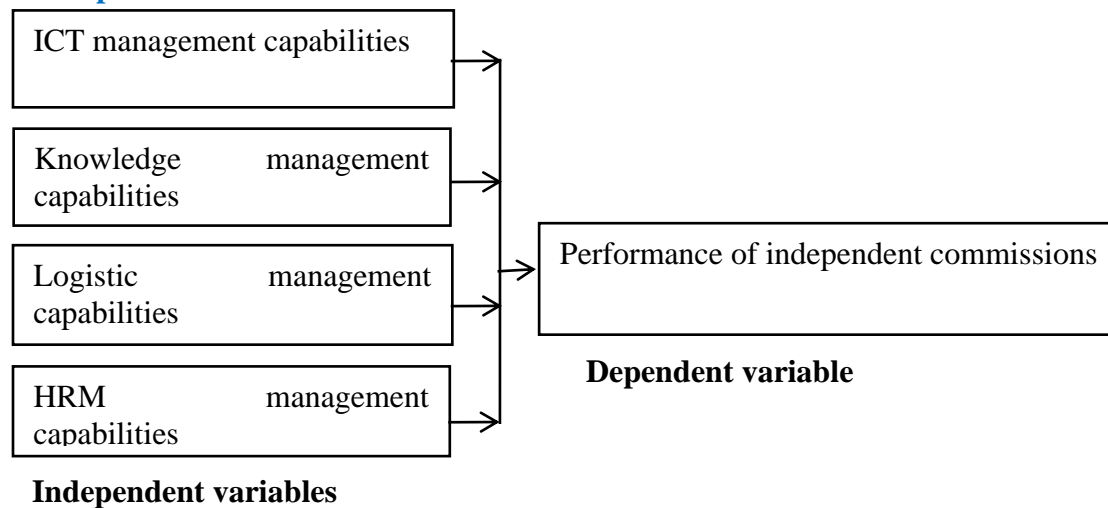 ICT management capabilities
Knowledge management
capabilities
Logistic management
capabilities
HRM management
capabilities
Independent variables
Performance of independent commissions
Dependent variable